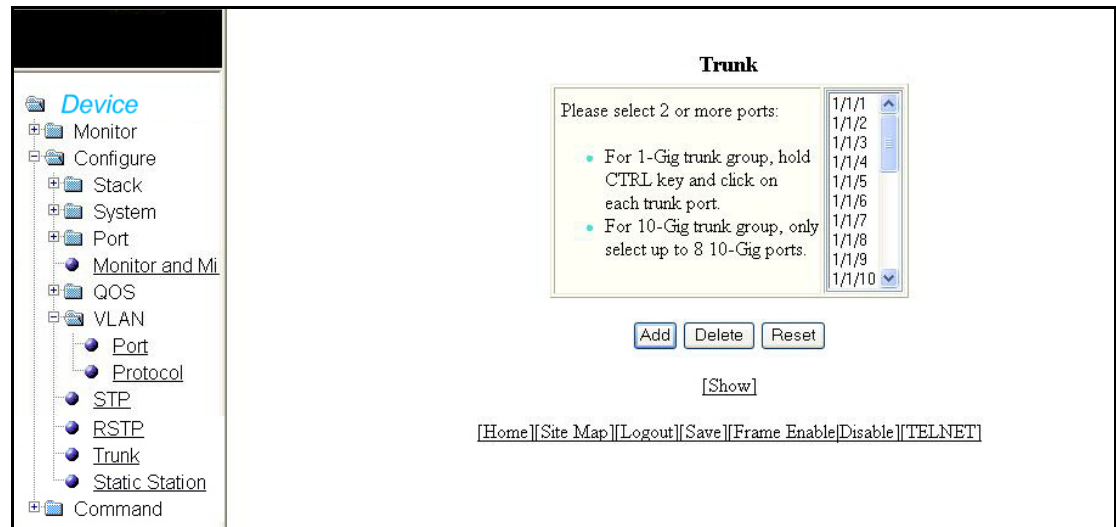 Device
Monitor
Configure
Stack
System
Port
Monitor and Mi
QOS
VLAN
Port
Protocol
STP
RSTP
Trunk
Static Station
Command
Trunk
Please select 2 or more ports:
For 1-Gig trunk group, hold
CTRL key and click on
each trunk port.
For 10-Gig trunk group, only
select up to 8 10-Gig ports.
1/1/1
1/1/2
1/1/3
1/1/4
1/1/5
1/1/6
1/1/7
1/1/8
1/1/9
1/1/10
Add Delete Reset
[Show]
[Home][Site Map][Logout][Save][Frame Enable|Disable][TELNET]